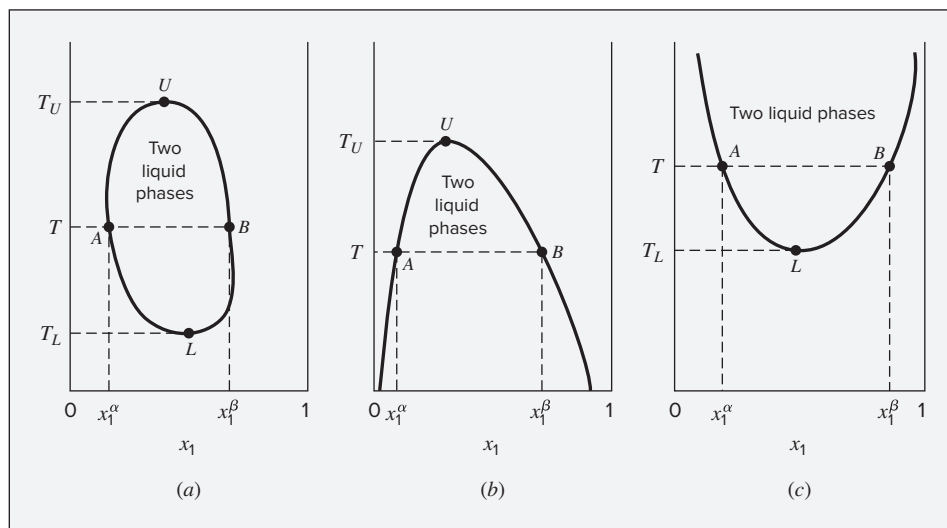 U
T_U
Two
liquid
phases
T
A
B
T_L
L
0
x_1^α
x_1^β
1
x_1
(a)
U
T_U
Two
liquid
phases
T
A
B
0
x_1^α
x_1^β
1
x_1
(b)
Two liquid phases
T
A
B
T_L
L
0
x_1^α
x_1^β
1
x_1
(c)